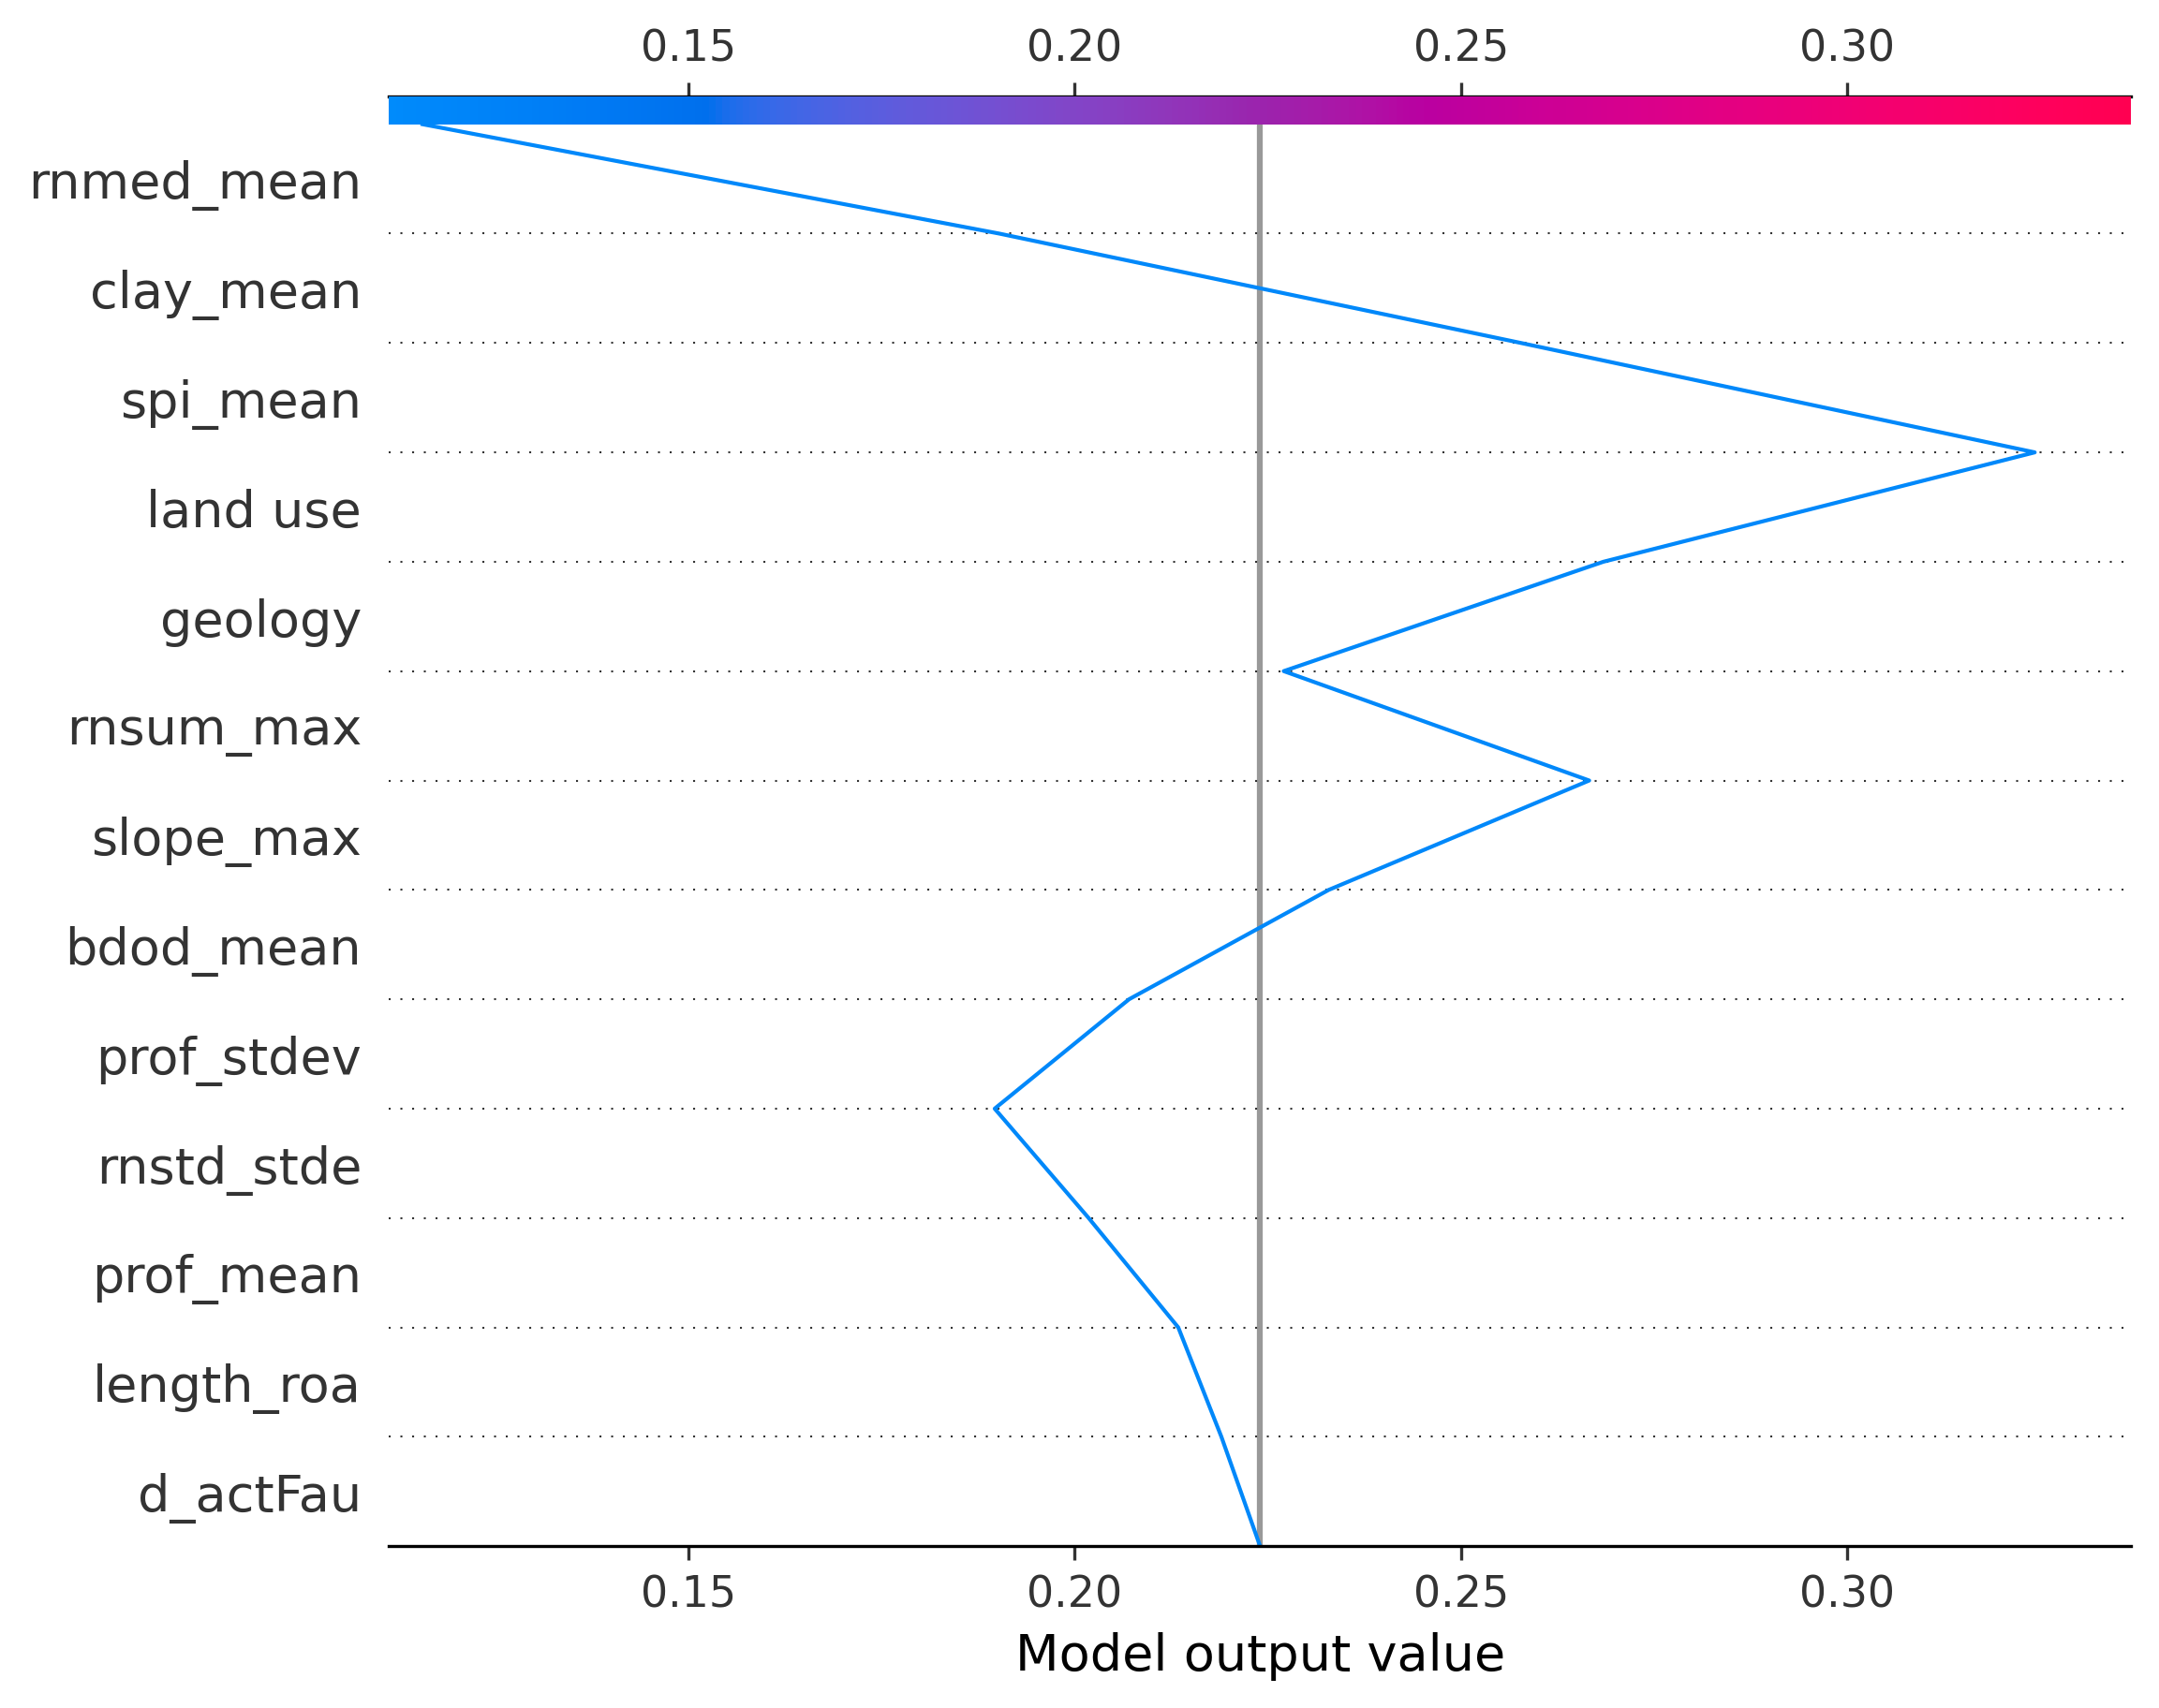 0.15 0.20 0.25 0.30
rnmed_mean
clay_mean
spi_mean
land use
geology
rnsum_max
slope_max
bdod_mean
prof_stdev
rnstd_stde
prof_mean
length_roa
d_actFau
0.15 0.20 0.25 0.30
Model output value